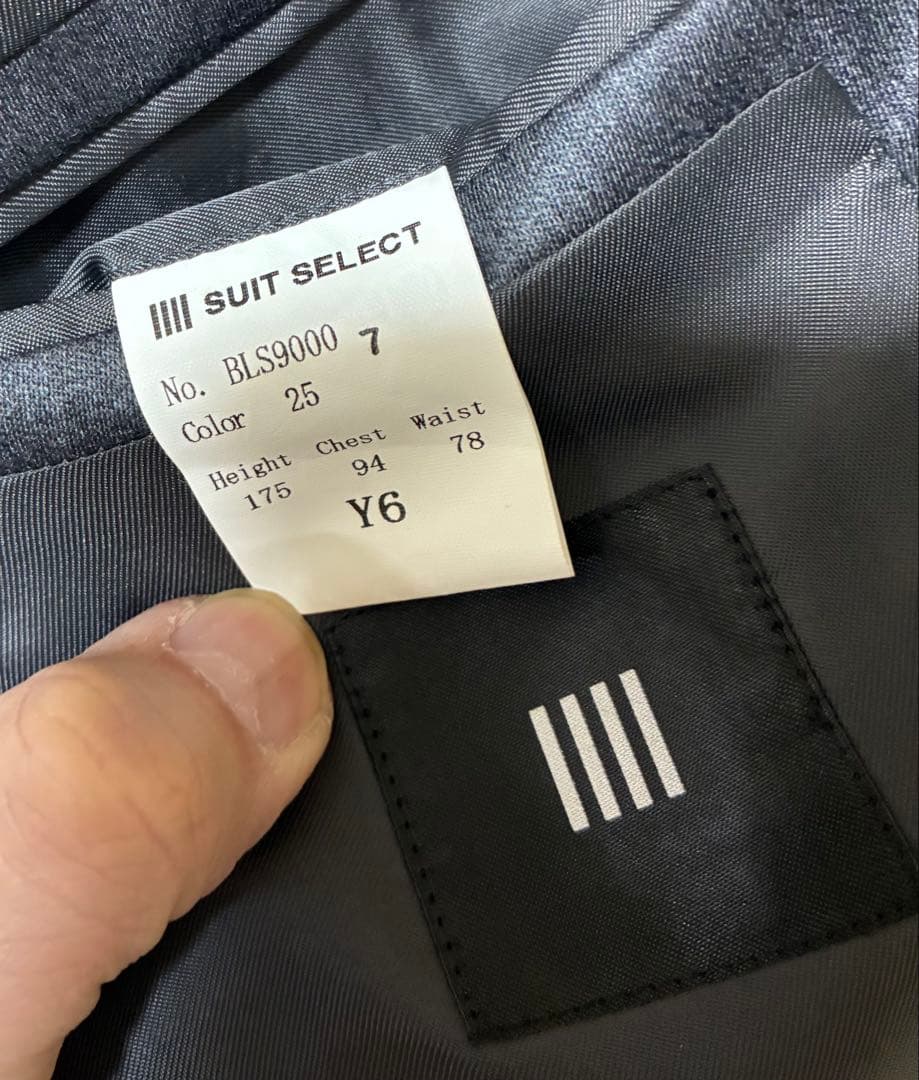 SUIT SELECT
No. BLS9000 7
Color 25
Height Chest Waist
175 94 78
Y6